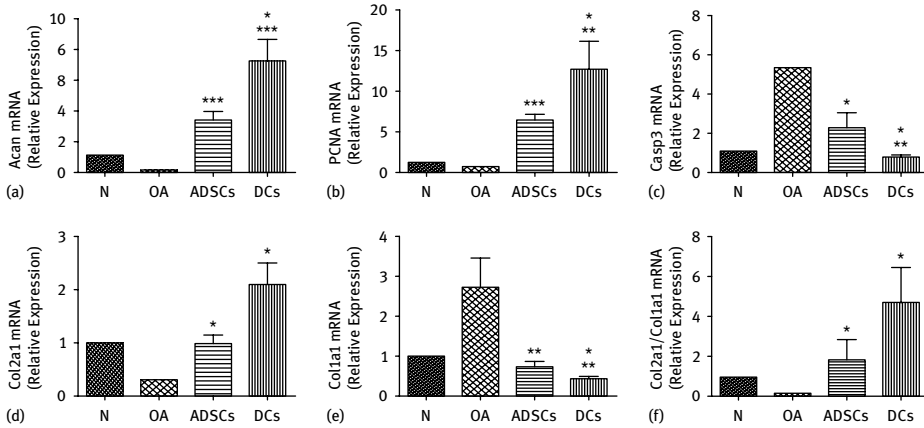 Acan mRNA
(Relative Expression)
10
6
8
4
2
0
*
***
***
N OA ADSCs DCs
(a)
PCNA mRNA
(Relative Expression)
20
15
10
5
0
*
**
***
N OA ADSCs DCs
(b)
Casp3 mRNA
(Relative Expression)
8
6
4
2
0
*
*
**
N OA ADSCs DCs
(c)
Col2a1 mRNA
(Relative Expression)
3
2
1
0
*
*
N OA ADSCs DCs
(d)
Col1a1 mRNA
(Relative Expression)
4
3
2
1
0
**
*
**
N OA ADSCs DCs
(e)
Col2a1/Col1a1 mRNA
(Relative Expression)
8
6
4
2
0
*
*
N OA ADSCs DCs
(f)